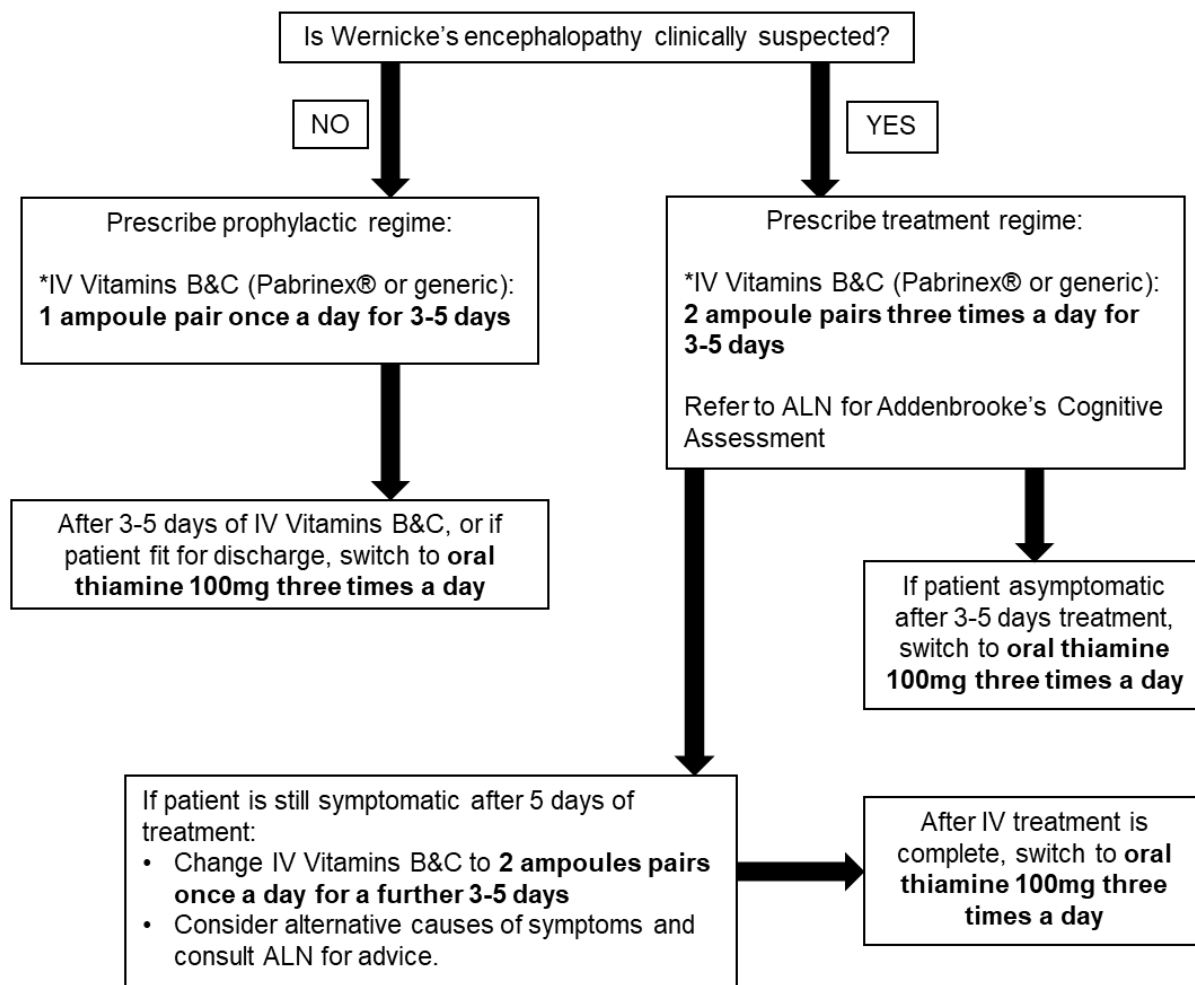 Is Wernicke's encephalopathy clinically suspected?
NO
YES
Prescribe prophylactic regime:
*IV Vitamins B&C (Pabrinex® or generic):
1 ampoule pair once a day for 3-5 days
Prescribe treatment regime:
*IV Vitamins B&C (Pabrinex® or generic):
2 ampoule pairs three times a day for
3-5 days
Refer to ALN for Addenbrooke's Cognitive
Assessment
After 3-5 days of IV Vitamins B&C, or if
patient fit for discharge, switch to oral
thiamine 100mg three times a day
If patient asymptomatic
after 3-5 days treatment,
switch to oral thiamine
100mg three times a day
If patient is still symptomatic after 5 days of
treatment:
• Change IV Vitamins B&C to 2 ampoules pairs
once a day for a further 3-5 days
• Consider alternative causes of symptoms and
consult ALN for advice.
After IV treatment is
complete, switch to oral
thiamine 100mg three
times a day